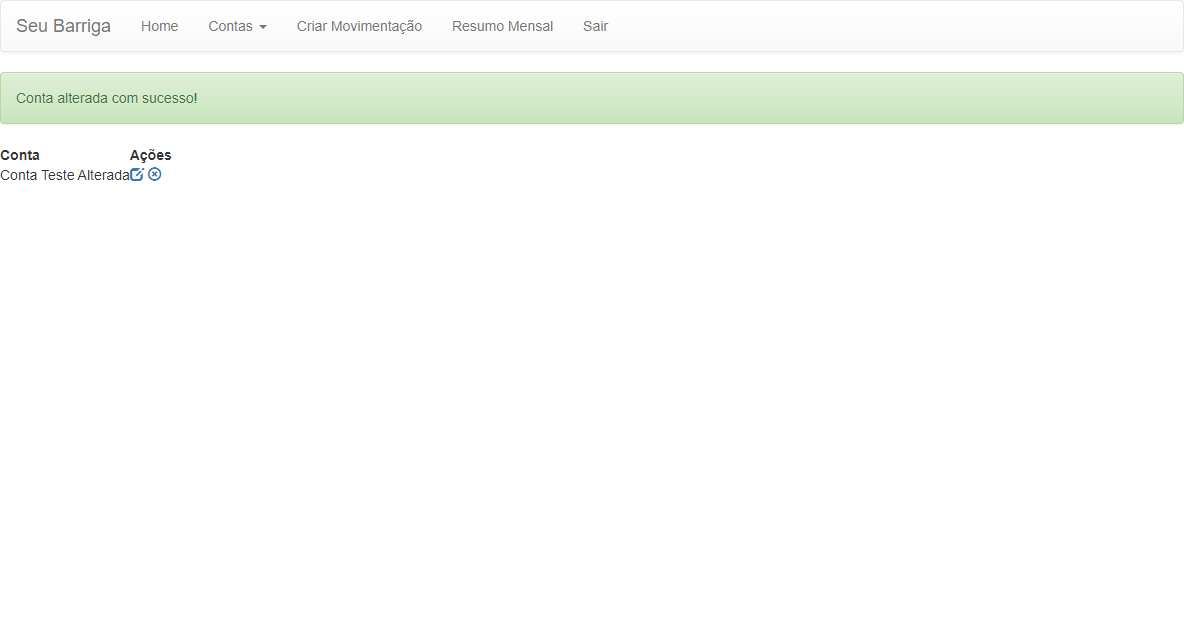 Seu Barriga Home Contas Criar Movimentação Resumo Mensal Sair
Conta alterada com sucesso!
Conta Ações
Conta Teste Alterada